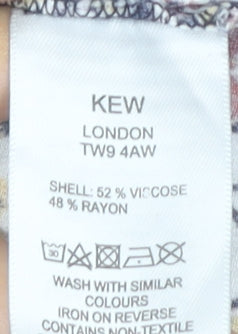 KEW
LONDON
TW9 4AW
SHELL: 52 % VISCOSE
48 % RAYON
30
WASH WITH SIMILAR
COLOURS
IRON ON REVERSE
CONTAINS NON-TEXTILE